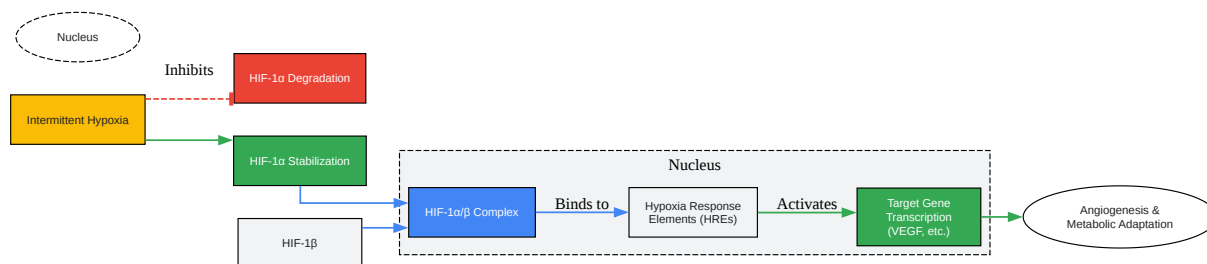 Nucleus
Inhibits
HIF-1α Degradation
Intermittent Hypoxia
HIF-1α Stabilization
Nucleus
HIF-1α/β Complex
Binds to
Hypoxia Response
Elements (HREs)
Activates
Target Gene
Transcription
(VEGF, etc.)
Angiogenesis &
Metabolic Adaptation
HIF-1β